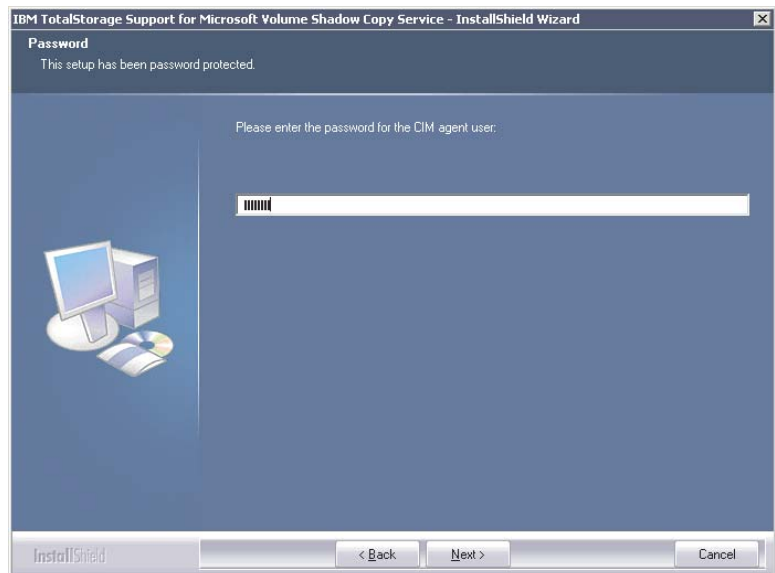 IBM TotalStorage Support for Microsoft Volume Shadow Copy Service - InstallShield Wizard
Password
This setup has been password protected.
Please enter the password for the CIM agent user:
InstallShield
< Back
Next >
Cancel